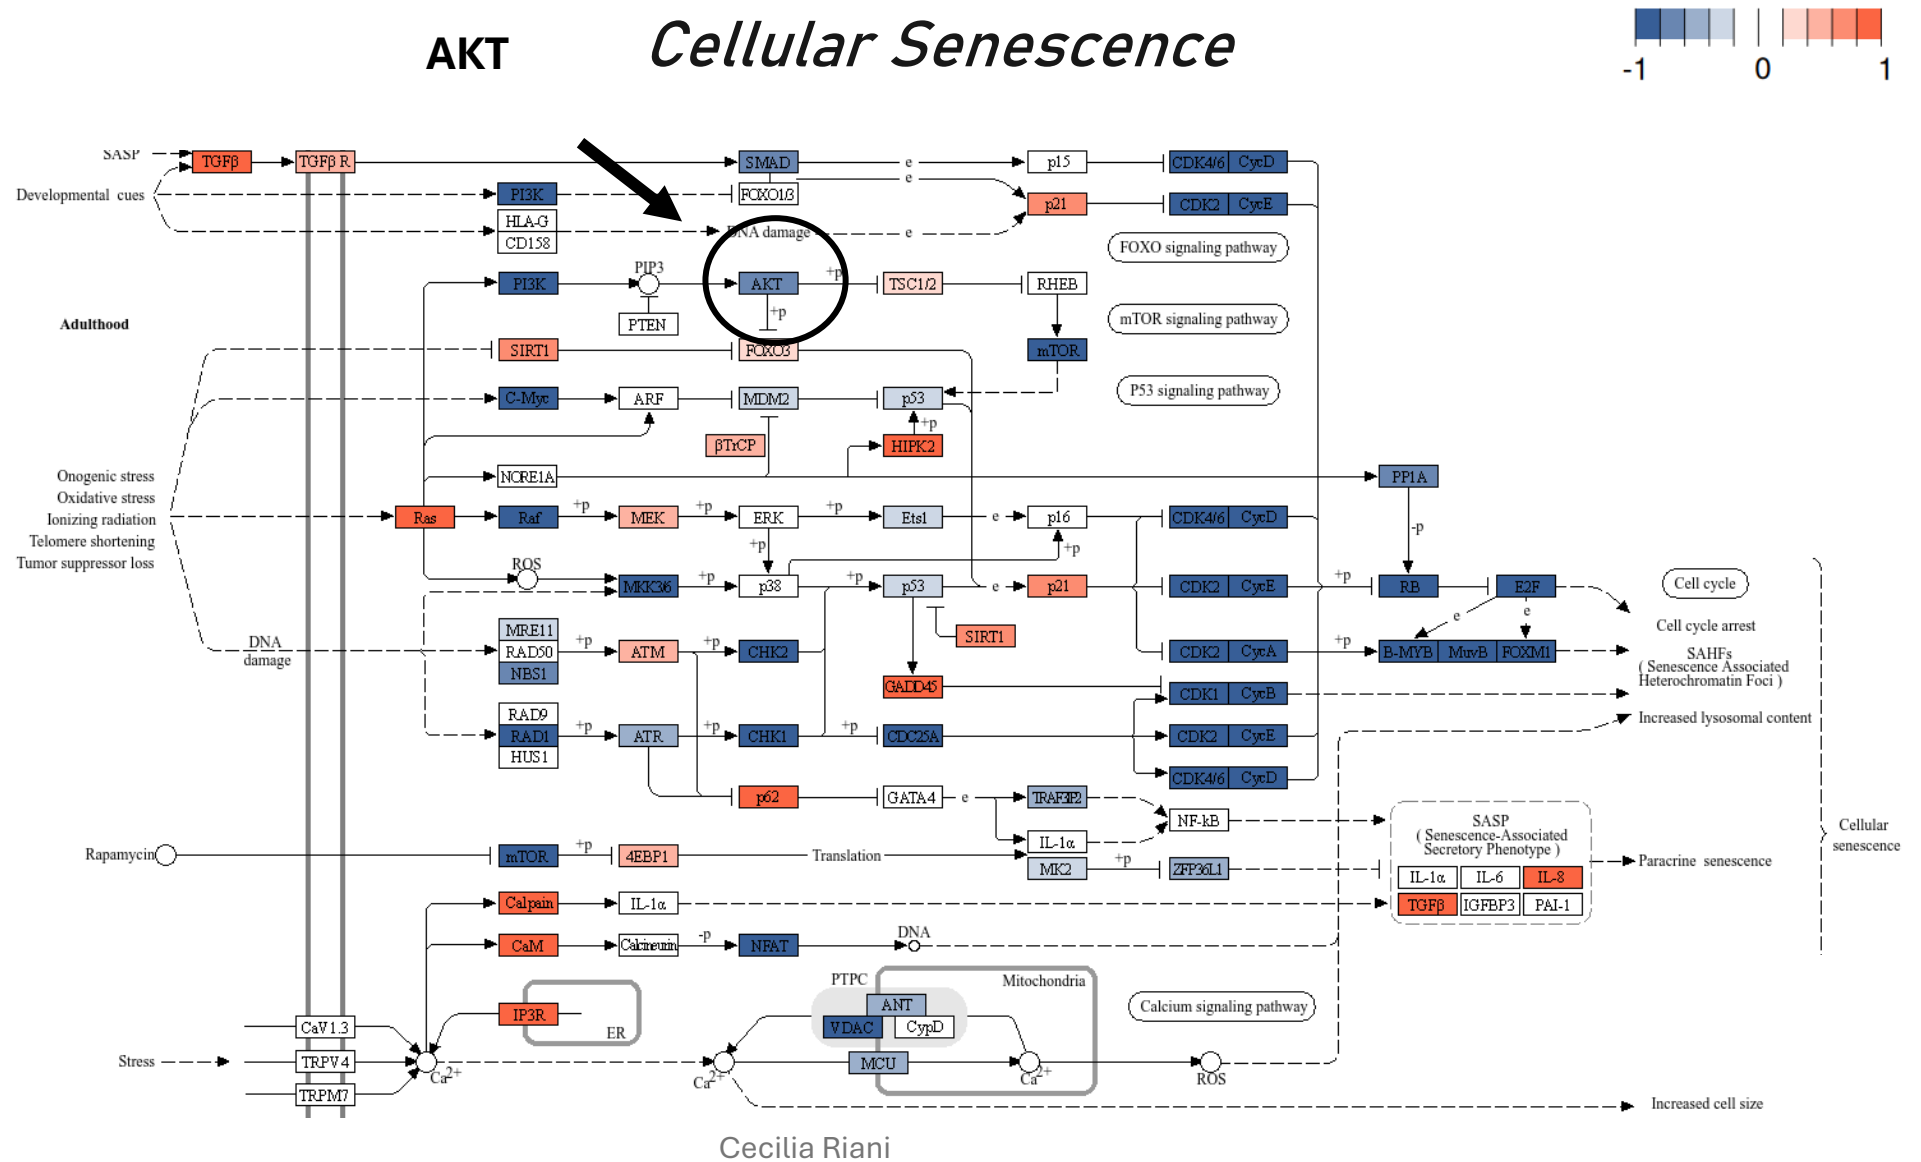 AKT
Cellular Senescence
-1 0 1
SASP
TGFβ
TGFβ R
SMAD
e
p15
CDK4/6 CycD
Developmental cues
PI3K
FOXO1/3
e
p21
CDK2 CycE
HLA-G
CD158
DNA damage
e
FOXO signaling pathway
PIP3
PI3K
AKT
+p
TSC1/2
RHEB
+p
PTEN
mTOR signaling pathway
Adulthood
SIRT1
FOXO3
mTOR
P53 signaling pathway
C-Myc
ARF
MDM2
p53
+p
βTrCP
HIPK2
Onogenic stress
Oxidative stress
Ionizing radiation
Telomere shortening
Tumor suppressor loss
NORE1A
PP1A
Ras
Raf
+p
MEK
+p
ERK
+p
Ets1
e
p16
CDK4/6 CycD
-p
+p
+p
ROS
MKK3/6
+p
p38
+p
p53
e
p21
CDK2 CycE
+p
RB
E2F
Cell cycle
e
e
Cell cycle arrest
DNA
damage
MRE11
RAD50
NBS1
+p
ATM
+p
CHK2
SIRT1
CDK2 CycA
+p
B-MYB MuvB FOXM1
SAHFs
( Senescence Associated
Heterochromatin Foci )
GADD45
CDK1 CycB
Increased lysosomal content
RAD9
RAD1
HUS1
+p
ATR
+p
CHK1
+p
CDC25A
CDK2 CycE
CDK4/6 CycD
p62
GATA4
e
TRAF3IP2
IL-1α
NF-kB
SASP
( Senescence-Associated
Secretory Phenotype )
IL-1α IL-6 IL-8
TGFβ IGFBP3 PAI-1
Paracrine senescence
Cellular
senescence
Rapamycin
mTOR
+p
4EBP1
Translation
MK2
+p
ZFP36L1
Calpain
IL-1α
CaM
Calcineurin
-p
NFAT
DNA
IP3R
ER
PTPC
ANT
VDAC
CypD
Mitochondria
Calcium signaling pathway
CaV1.3
Stress
TRPV4
TRPM7
Ca2+
Ca2+
MCU
Ca2+
ROS
Increased cell size
Cecilia Riani